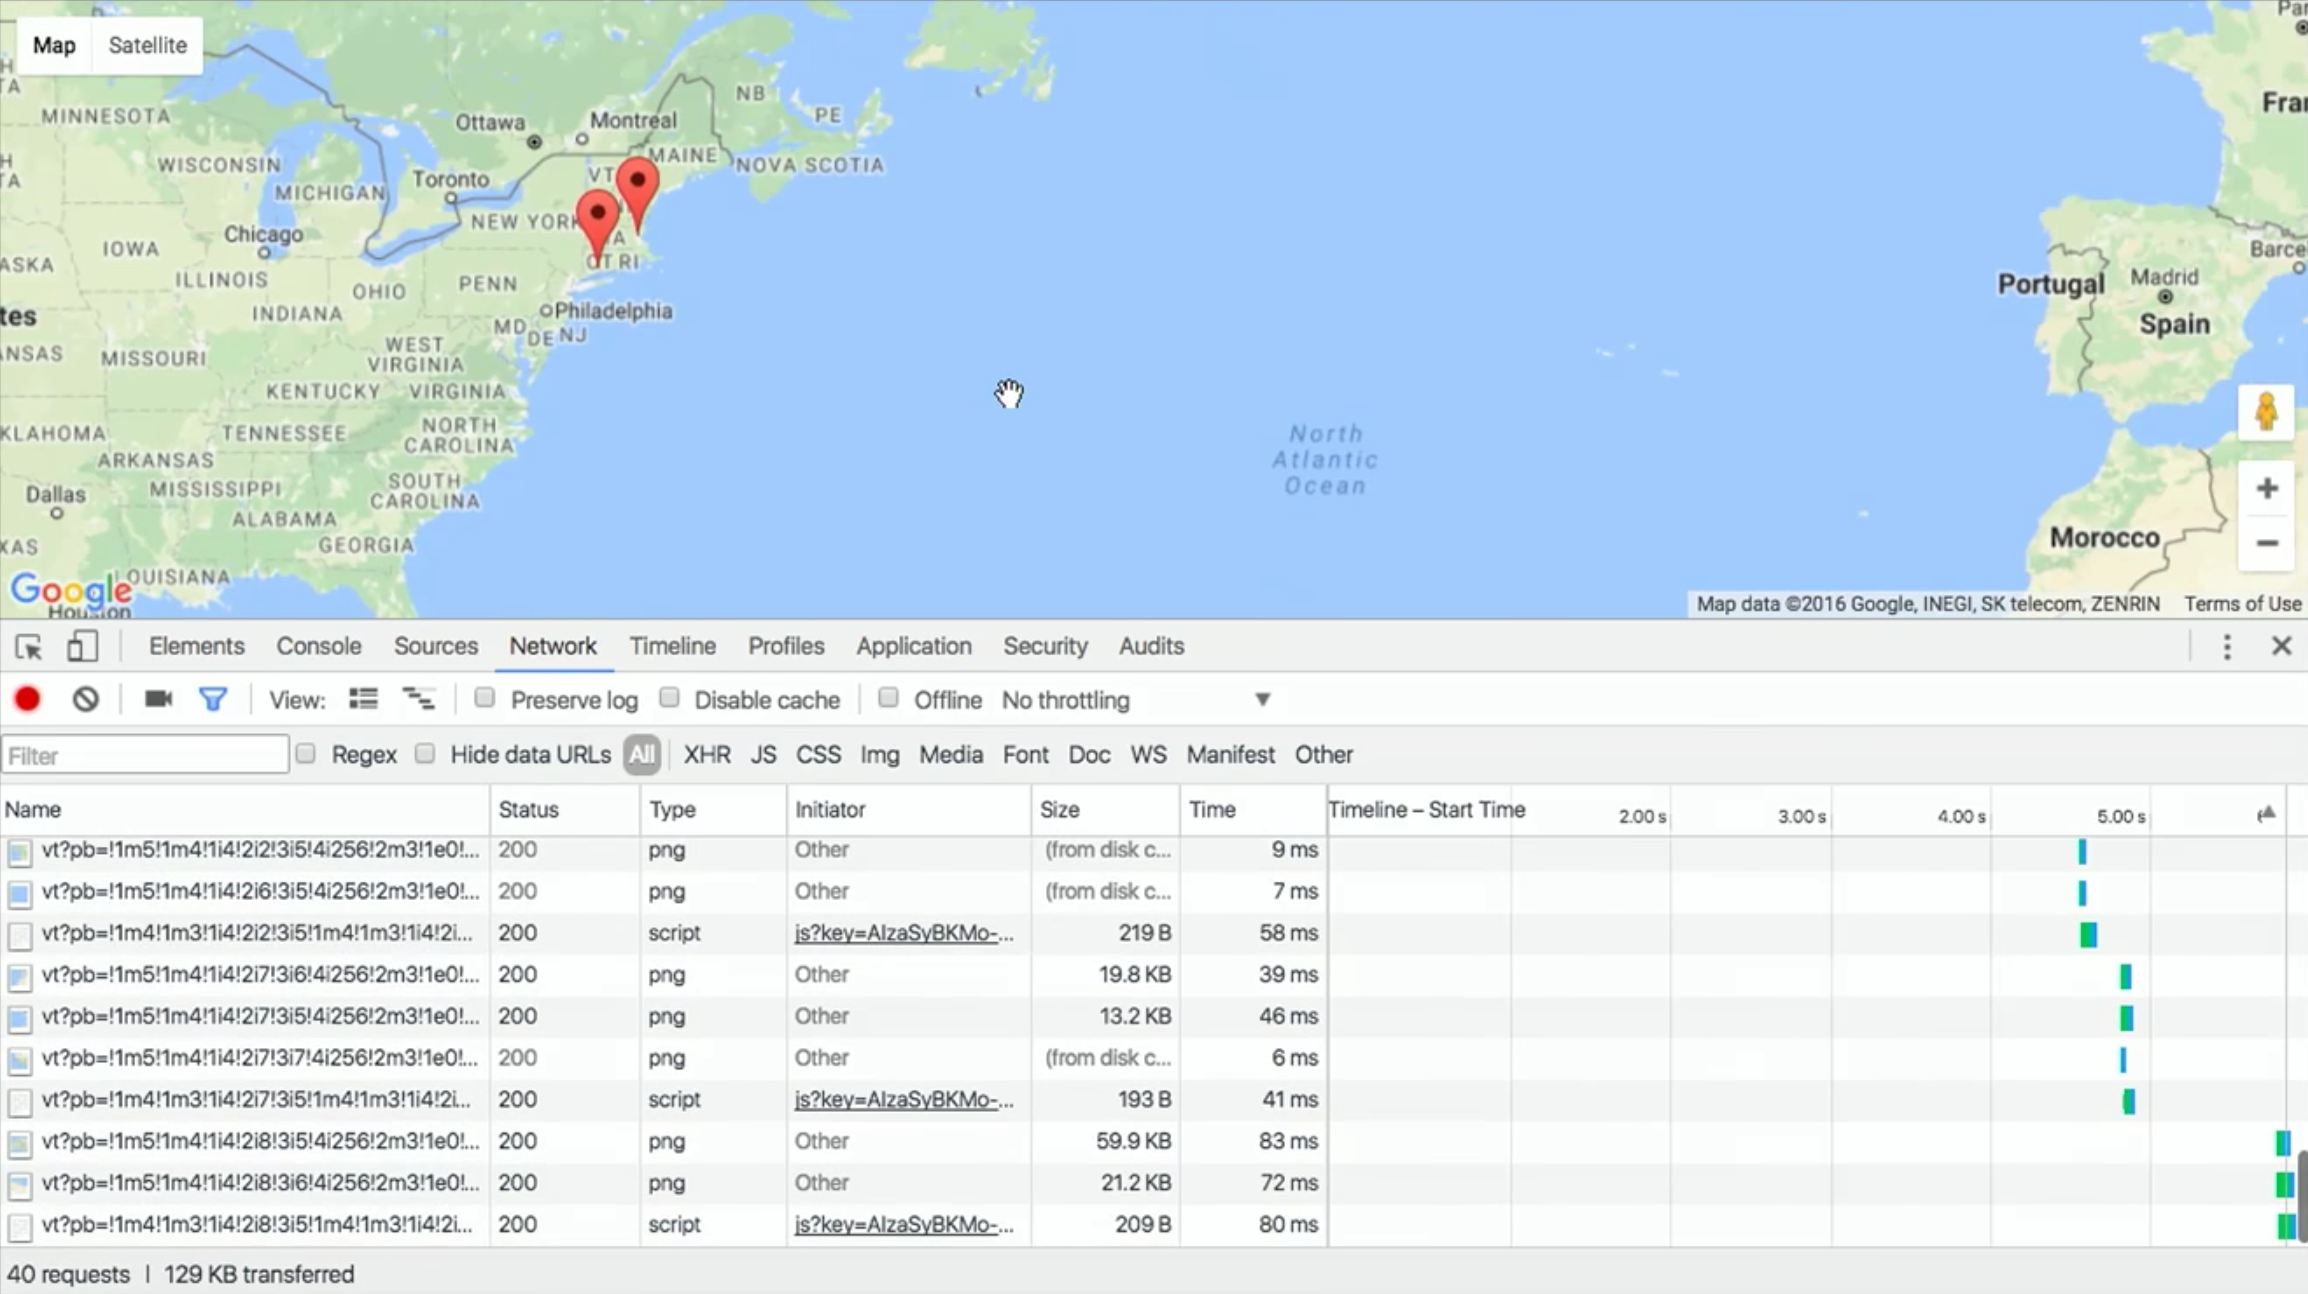 Map Satellite
MINNESOTA
WISCONSIN
MICHIGAN
Ottawa
Montreal
Toronto
NB
PE
MAINE
NOVA SCOTIA
VT
NEW YORK
IOWA
Chicago
ILLINOIS
INDIANA
OHIO
PENN
CT RI
Philadelphia
MD
DE NJ
MISSOURI
WEST
VIRGINIA
KENTUCKY
VIRGINIA
TENNESSEE
NORTH
CAROLINA
ARKANSAS
MISSISSIPPI
SOUTH
CAROLINA
Dallas
ALABAMA
GEORGIA
Google
North
Atlantic
Ocean
Portugal
Madrid
Spain
Morocco
Map data ©2016 Google, INEGI, SK telecom, ZENRIN Terms of Use
Elements Console Sources Network Timeline Profiles Application Security Audits
View: Preserve log Disable cache Offline No throttling
Filter Regex Hide data URLs All XHR JS CSS Img Media Font Doc WS Manifest Other
Name Status Type Initiator Size Time Timeline – Start Time 2.00 s 3.00 s 4.00 s 5.00 s
vt?pb=!1m5!1m4!1i4!2i2!3i5!4i256!2m3!1e0!... 200 png Other (from disk c... 9 ms
vt?pb=!1m5!1m4!1i4!2i6!3i5!4i256!2m3!1e0!... 200 png Other (from disk c... 7 ms
vt?pb=!1m4!1m3!1i4!2i2!3i5!1m4!1m3!1i4!2i... 200 script js?key=AIzaSyBKMo-... 219 B 58 ms
vt?pb=!1m5!1m4!1i4!2i7!3i6!4i256!2m3!1e0!... 200 png Other 19.8 KB 39 ms
vt?pb=!1m5!1m4!1i4!2i7!3i5!4i256!2m3!1e0!... 200 png Other 13.2 KB 46 ms
vt?pb=!1m5!1m4!1i4!2i7!3i7!4i256!2m3!1e0!... 200 png Other (from disk c... 6 ms
vt?pb=!1m4!1m3!1i4!2i7!3i5!1m4!1m3!1i4!2i... 200 script js?key=AIzaSyBKMo-... 193 B 41 ms
vt?pb=!1m5!1m4!1i4!2i8!3i5!4i256!2m3!1e0!... 200 png Other 59.9 KB 83 ms
vt?pb=!1m5!1m4!1i4!2i8!3i6!4i256!2m3!1e0!... 200 png Other 21.2 KB 72 ms
vt?pb=!1m4!1m3!1i4!2i8!3i5!1m4!1m3!1i4!2i... 200 script js?key=AIzaSyBKMo-... 209 B 80 ms
40 requests | 129 KB transferred